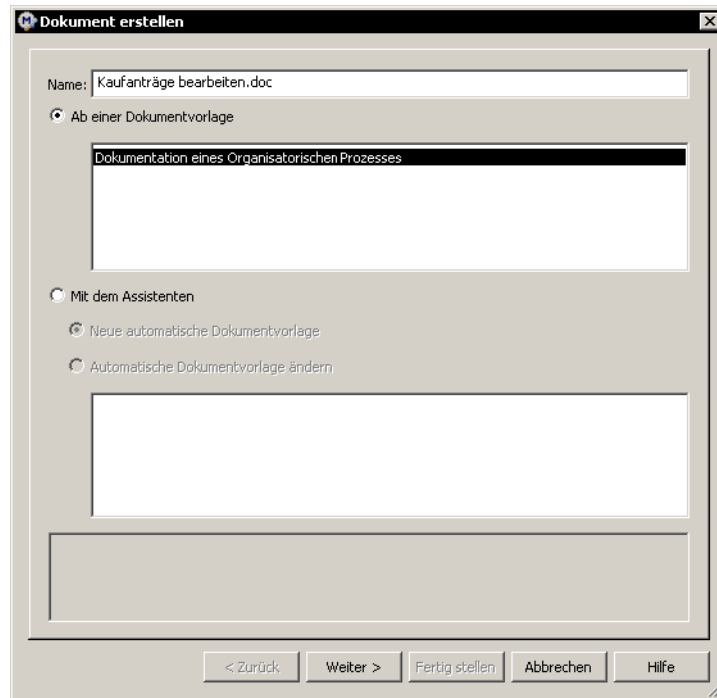 Dokument erstellen
Name: Kaufanträge bearbeiten.doc
Ab einer Dokumentvorlage
Dokumentation eines Organisatorischen Prozesses
Mit dem Assistenten
Neue automatische Dokumentvorlage
Automatische Dokumentvorlage ändern
< Zurück Weiter > Fertig stellen Abbrechen Hilfe